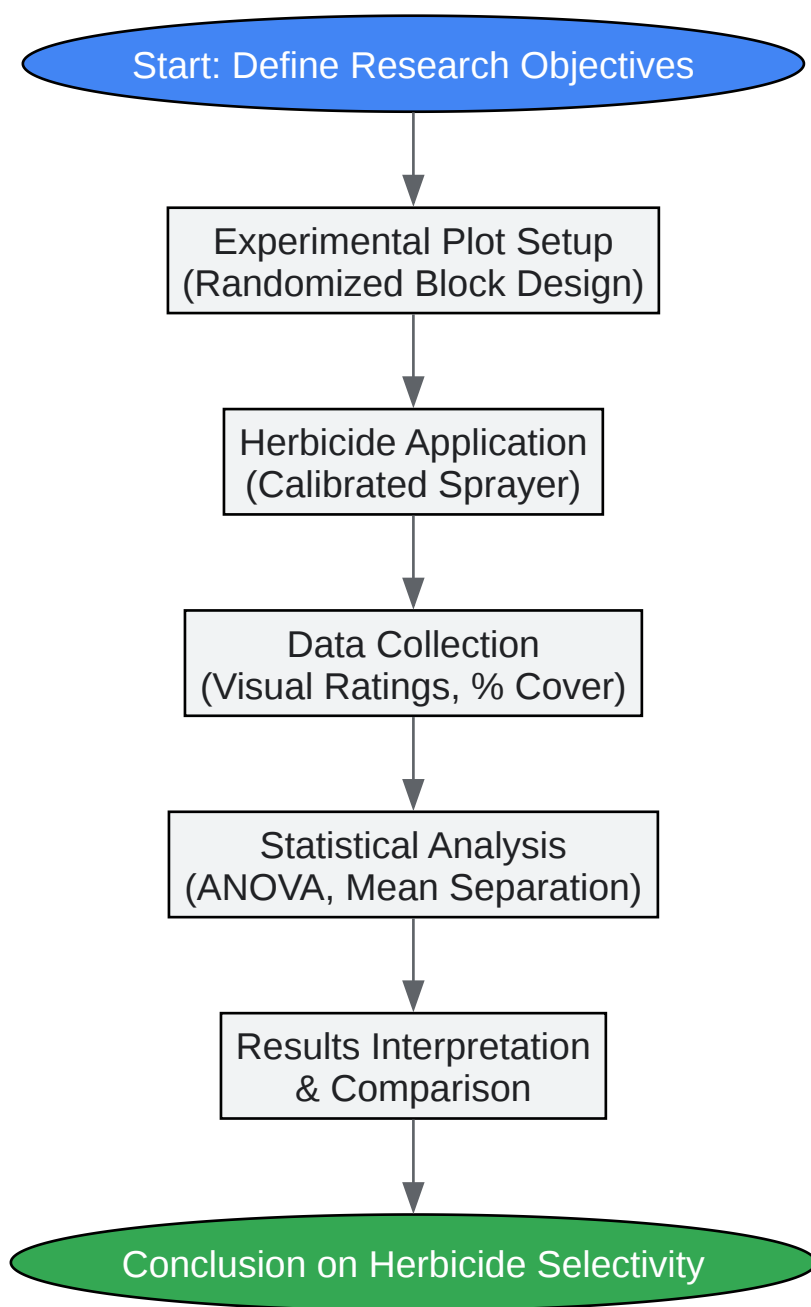 Start: Define Research Objectives
Experimental Plot Setup
(Randomized Block Design)
Herbicide Application
(Calibrated Sprayer)
Data Collection
(Visual Ratings, % Cover)
Statistical Analysis
(ANOVA, Mean Separation)
Results Interpretation
& Comparison
Conclusion on Herbicide Selectivity